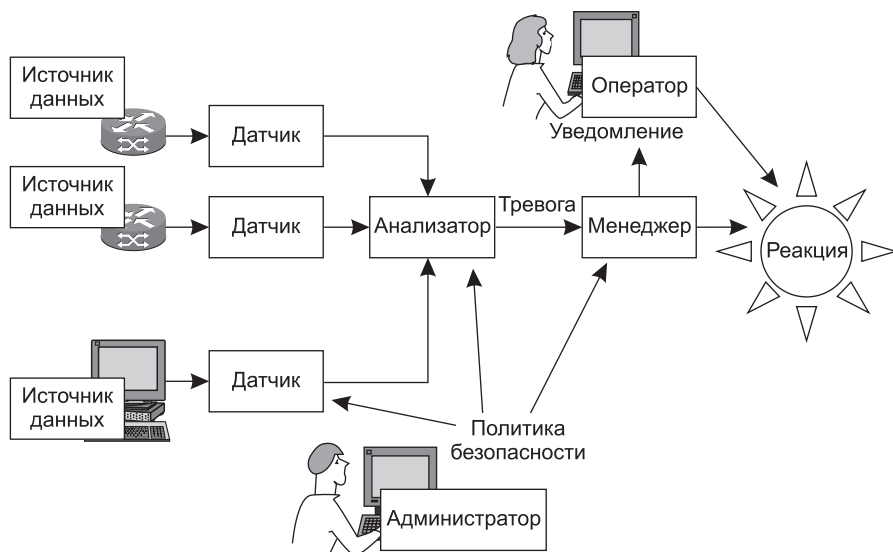 Источник
данных
Датчик
Источник
данных
Датчик
Анализатор
Тревога
Менеджер
Уведомление
Оператор
Реакция
Источник
данных
Датчик
Политика
безопасности
Администратор